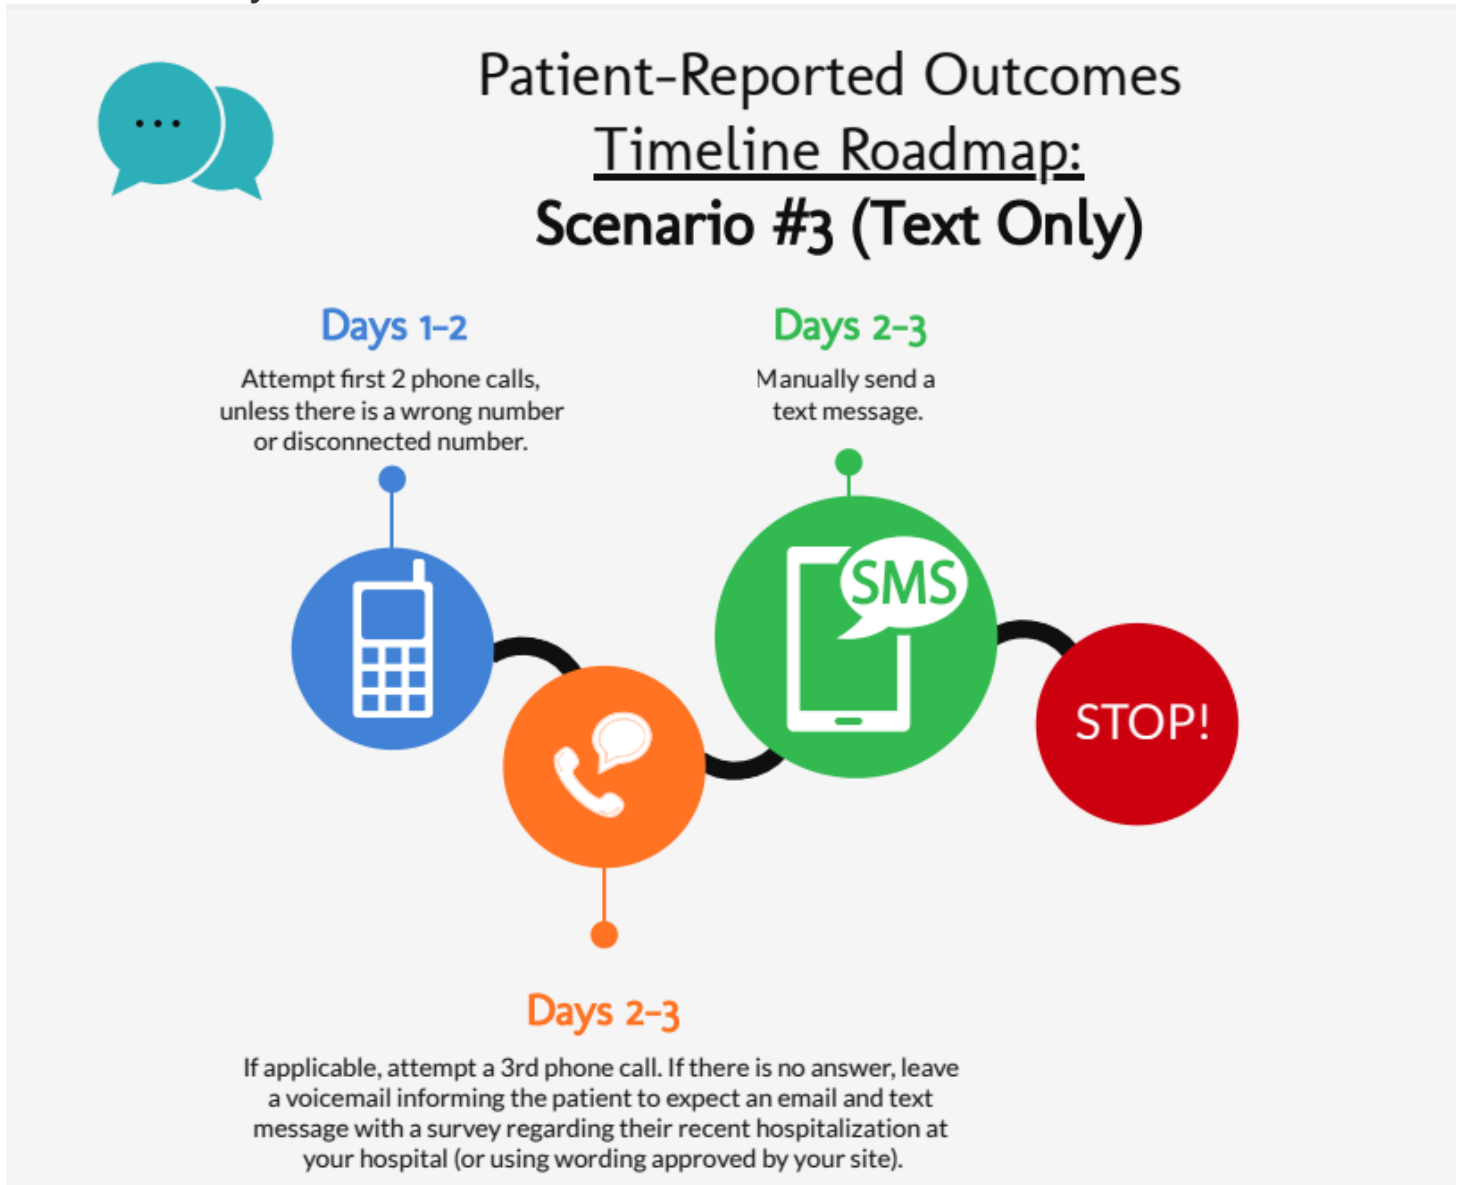 Patient-Reported Outcomes
Timeline Roadmap:
Scenario #3 (Text Only)
Days 1-2
Attempt first 2 phone calls,
unless there is a wrong number
or disconnected number.
Days 2-3
Manually send a
text message.
SMS
STOP!
Days 2-3
If applicable, attempt a 3rd phone call. If there is no answer, leave
a voicemail informing the patient to expect an email and text
message with a survey regarding their recent hospitalization at
your hospital (or using wording approved by your site).